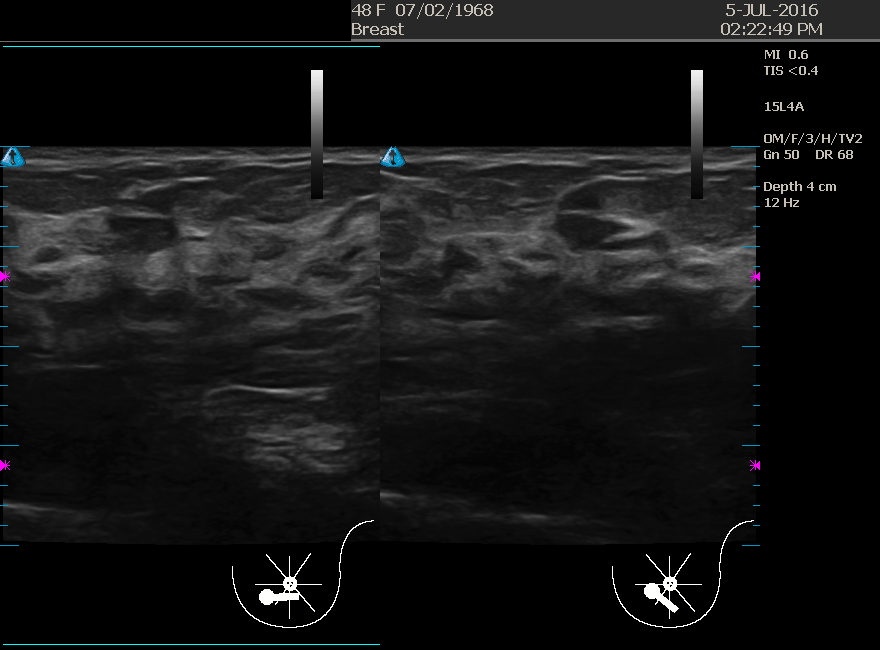 48 F 07/02/1968
5-JUL-2016
Breast
02:22:49 PM
MI 0.6
TIS <0.4
15L4A
OM/F/3/H/TV2
Gn 50 DR 68
Depth 4 cm
12 Hz